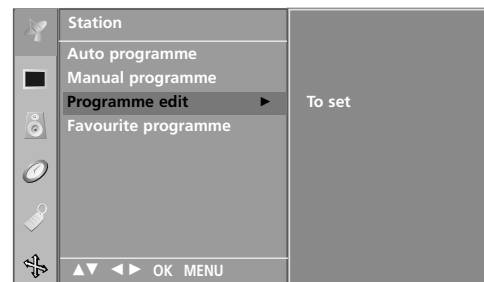 Station
Auto programme
Manual programme
Programme edit ►
To set
Favourite programme
▲▼ ◄► OK MENU